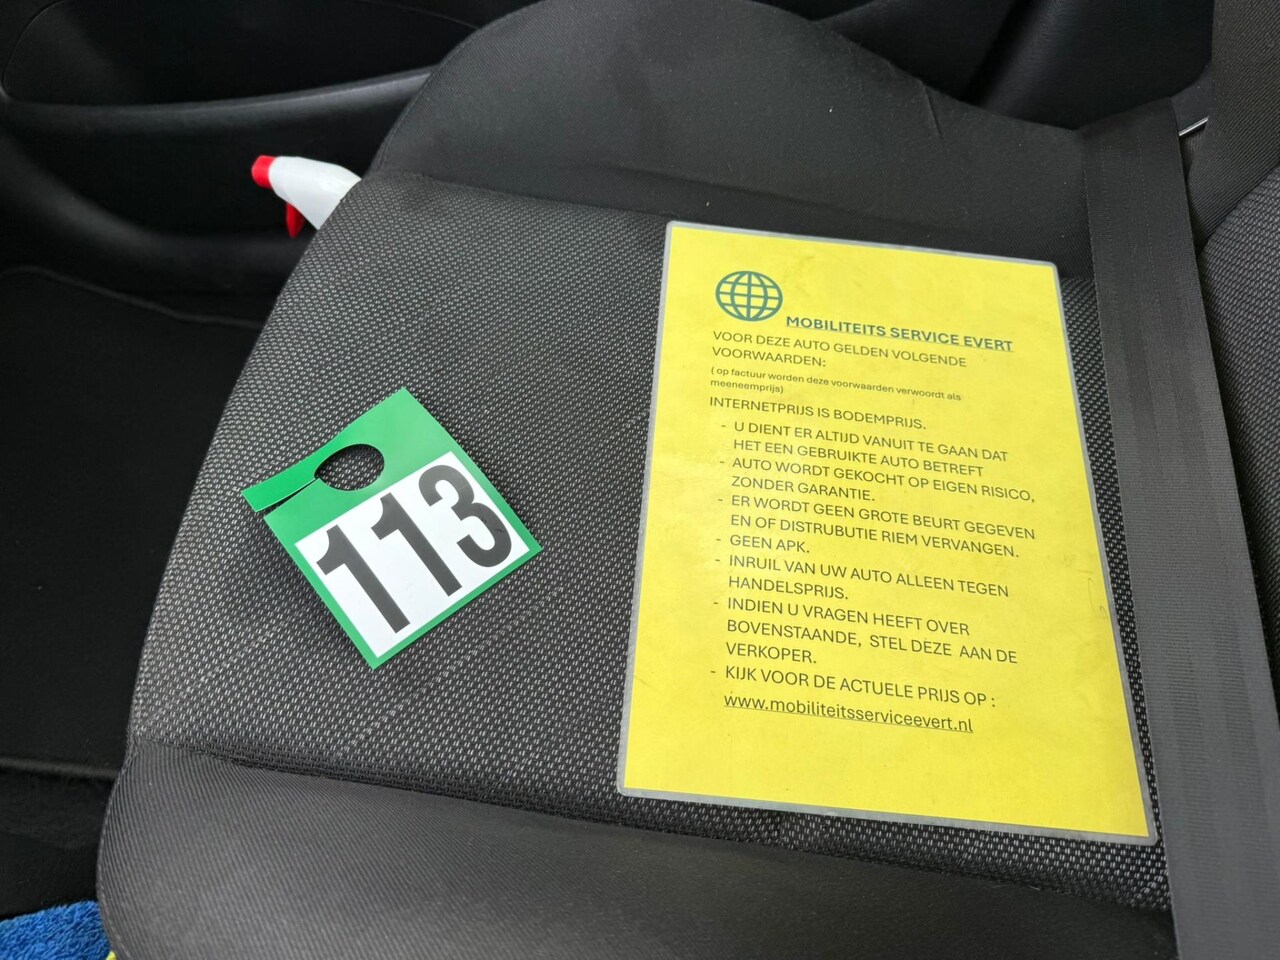 113
MOBILITEITS SERVICE EVERT
VOOR DEZE AUTO GELDEN VOLGENDE
VOORWAARDEN:
( op factuur worden deze voorwaarden verwoordt als
meeneemprijs)
INTERNETPRIJS IS BODEMPRIJS.
- U DIENT ER ALTIJD VANUIT TE GAAN DAT
HET EEN GEBRUIKTE AUTO BETREFT
- AUTO WORDT GEKOCHT OP EIGEN RISICO,
ZONDER GARANTIE.
- ER WORDT GEEN GROTE BEURT GEGEVEN
EN OF DISTRUBUTIE RIEM VERVANGEN.
- GEEN APK.
- INRUIL VAN UW AUTO ALLEEN TEGEN
HANDELSPRIJS.
- INDIEN U VRAGEN HEEFT OVER
BOVENSTAANDE, STEL DEZE AAN DE
VERKOPER.
- KIJK VOOR DE ACTUELE PRIJS OP :
www.mobiliteitsserviceevert.nl